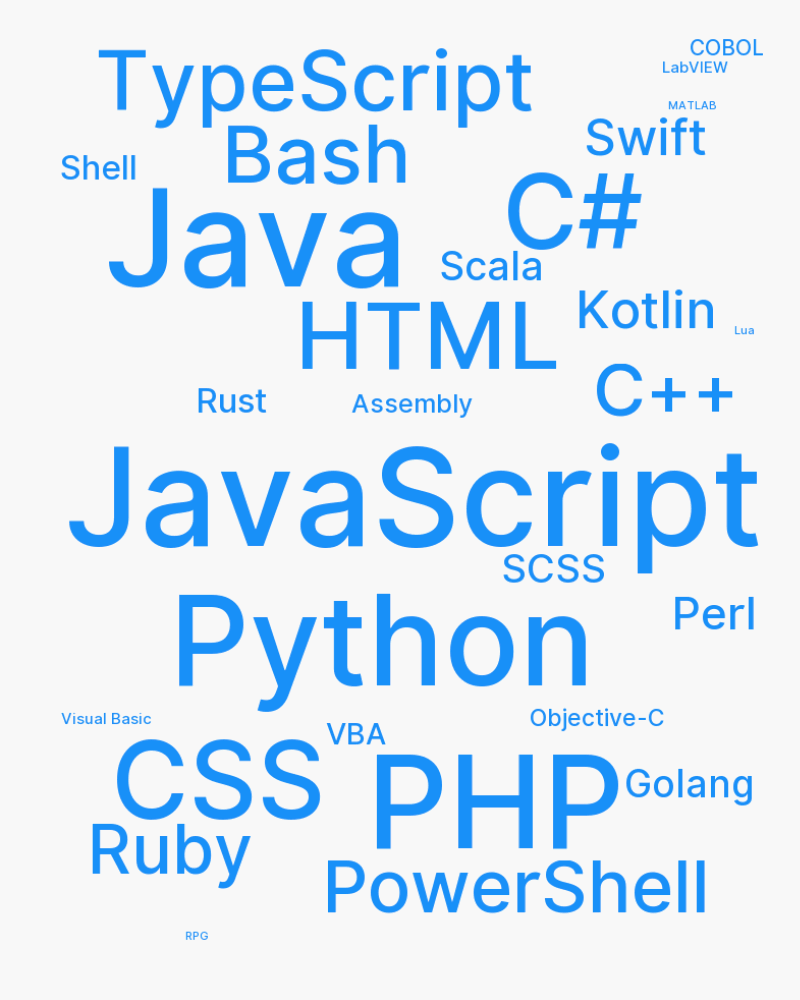 COBOL
TypeScript
LabVIEW
MATLAB
Swift
Bash
Shell
C#
Java
Scala
Kotlin
Lua
HTML
C++
Rust
Assembly
JavaScript
SCSS
Perl
Python
Objective-C
Visual Basic
VBA
CSS
Golang
PHP
Ruby
PowerShell
RPG